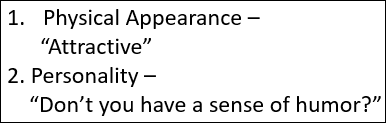 1. Physical Appearance –
“Attractive”
2. Personality –
“Don’t you have a sense of humor?”